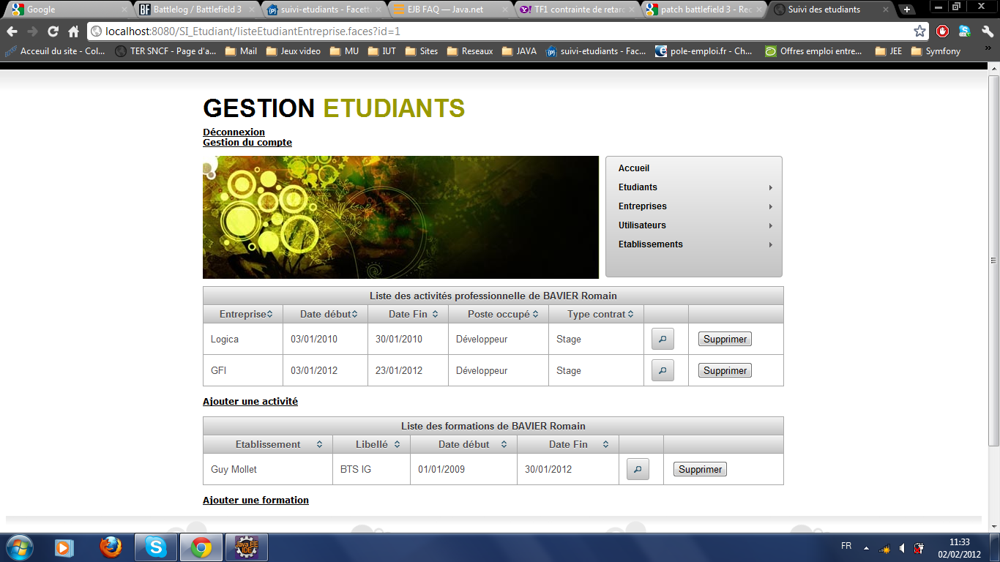 Google
Battlelog / Battlefield 3
suivi-etudiants - Facette
EJB FAQ — Java.net
TF1 contrainte de retard
patch battlefield 3 - Rec
Suivi des etudiants
localhost:8080/SI_Etudiant/listeEtudiantEntreprise.faces?id=1
Acceuil du site - Col... TER SNCF - Page d'a... Mail Jeux video MU IUT Sites Reseaux JAVA suivi-etudiants - Fac... pole-emploi.fr - Ch... Offres emploi entre... JEE Symfony »
GESTION ETUDIANTS
Déconnexion
Gestion du compte
Accueil
Etudiants
Entreprises
Utilisateurs
Etablissements
Liste des activités professionnelle de BAVIER Romain
Entreprise Date début Date Fin Poste occupé Type contrat
Logica 03/01/2010 30/01/2010 Développeur Stage Supprimer
GFI 03/01/2012 23/01/2012 Développeur Stage Supprimer
Ajouter une activité
Liste des formations de BAVIER Romain
Etablissement Libellé Date début Date Fin
Guy Mollet BTS IG 01/01/2009 30/01/2012 Supprimer
Ajouter une formation
Java EE
IDE
FR
11:33
02/02/2012